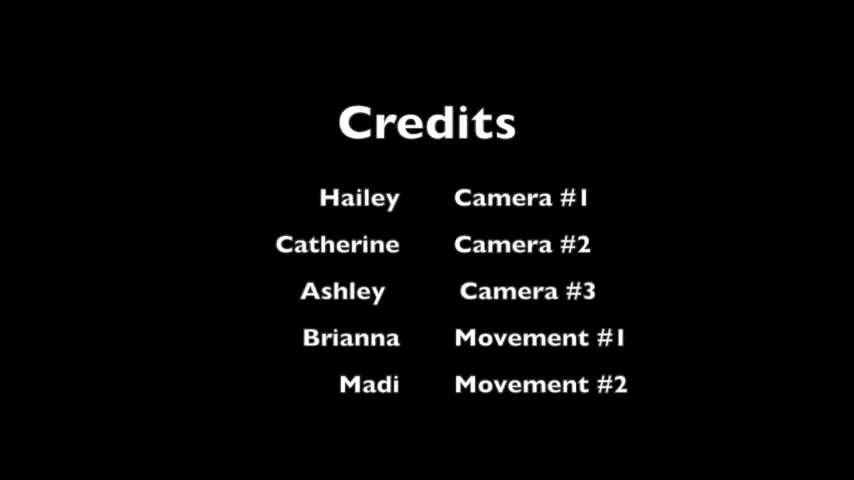 Credits
Hailey Camera #1
Catherine Camera #2
Ashley Camera #3
Brianna Movement #1
Madi Movement #2